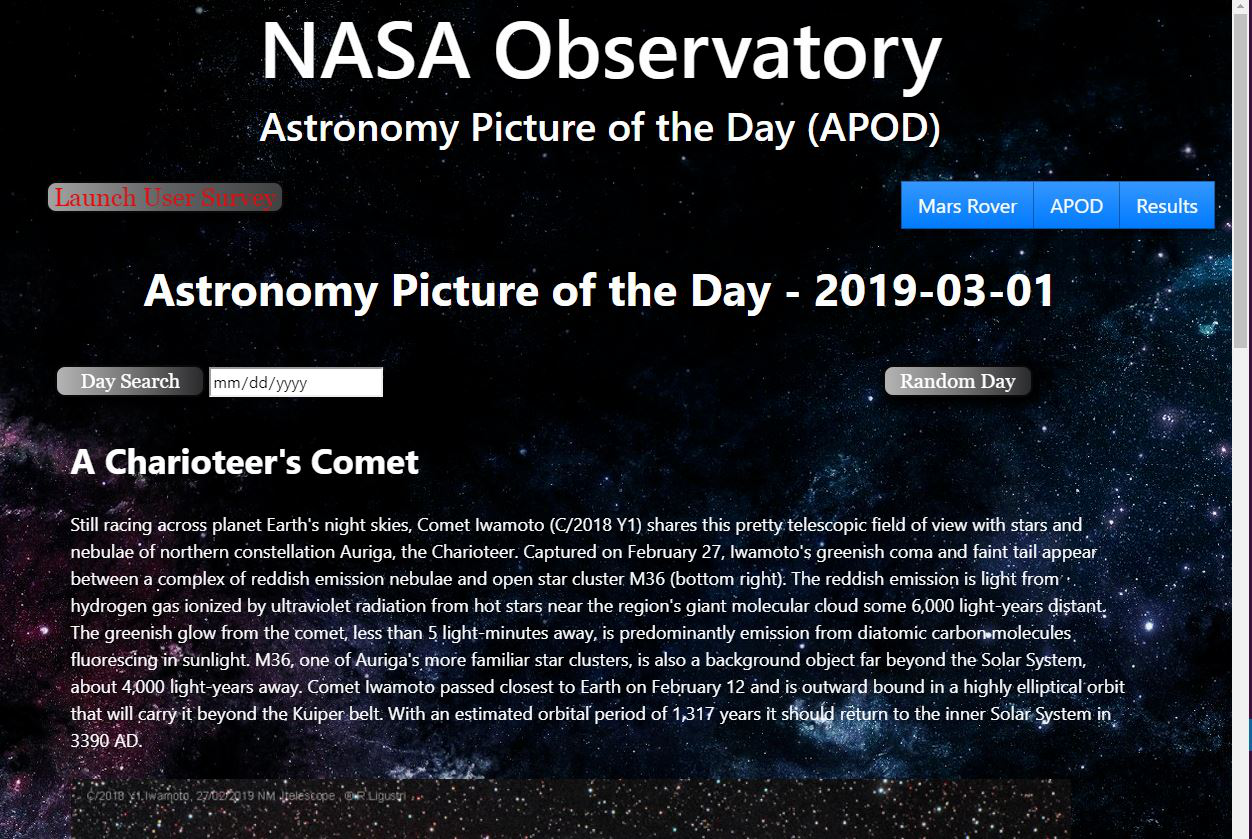 NASA Observatory
Astronomy Picture of the Day (APOD)
Launch User Survey
Mars Rover APOD Results
Astronomy Picture of the Day - 2019-03-01
Day Search mm/dd/yyyy Random Day
A Charioteer's Comet
Still racing across planet Earth's night skies, Comet Iwamoto (C/2018 Y1) shares this pretty telescopic field of view with stars and
nebulae of northern constellation Auriga, the Charioteer. Captured on February 27, Iwamoto's greenish coma and faint tail appear
between a complex of reddish emission nebulae and open star cluster M36 (bottom right). The reddish emission is light from
hydrogen gas ionized by ultraviolet radiation from hot stars near the region's giant molecular cloud some 6,000 light-years distant.
The greenish glow from the comet, less than 5 light-minutes away, is predominantly emission from diatomic carbon molecules
fluorescing in sunlight. M36, one of Auriga's more familiar star clusters, is also a background object far beyond the Solar System,
about 4,000 light-years away. Comet Iwamoto passed closest to Earth on February 12 and is outward bound in a highly elliptical orbit
that will carry it beyond the Kuiper belt. With an estimated orbital period of 1,317 years it should return to the inner Solar System in
3390 AD.
C/2018 Y1 Iwamoto, 27/02/2019 NM Itelescope , © R.Ligustri